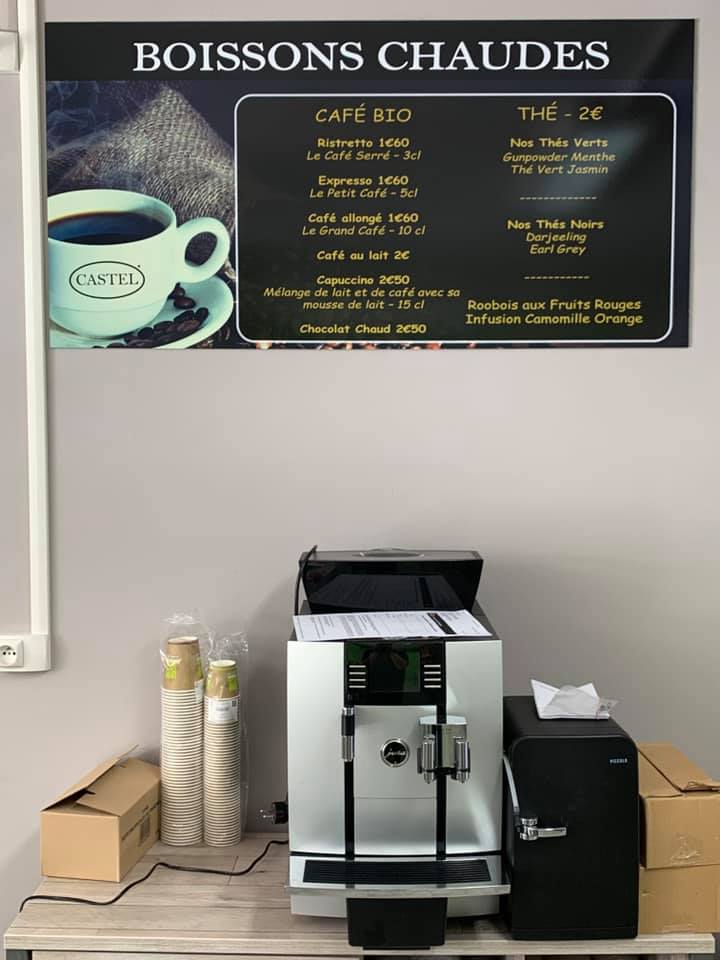 BOISSONS CHAUDES
CASTEL
CAFÉ BIO
Ristretto 1€60
Le Café Serré – 3cl
Expresso 1€60
Le Petit Café – 5cl
Café allongé 1€60
Le Grand Café – 10 cl
Café au lait 2€
Capuccino 2€50
Mélange de lait et de café avec sa
mousse de lait – 15 cl
Chocolat Chaud 2€50
THÉ - 2€
Nos Thés Verts
Gunpowder Menthe
Thé Vert Jasmin
-------------
Nos Thés Noirs
Darjeeling
Earl Grey
-----------
Roobois aux Fruits Rouges
Infusion Camomille Orange
jura
PICCOLO